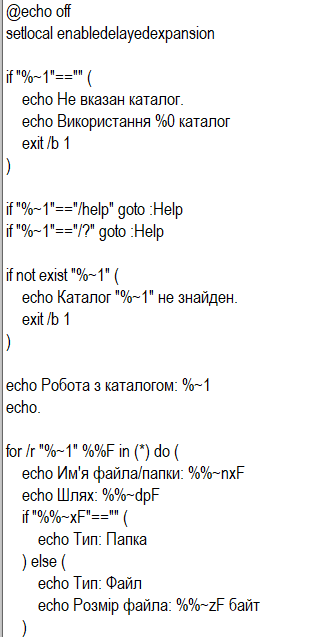 @echo off
setlocal enabledelayedexpansion
if "%~1"=="" (
echo Не вказан каталог.
echo Використання %0 каталог
exit /b 1
)
if "%~1"=="/help" goto :Help
if "%~1"=="/?" goto :Help
if not exist "%~1" (
echo Каталог "%~1" не знайден.
exit /b 1
)
echo Робота з каталогом: %~1
echo.
for /r "%~1" %%F in (*) do (
echo Им'я файла/папки: %%~nxF
echo Шлях: %%~dpF
if "%%~xF"=="" (
echo Тип: Папка
) else (
echo Тип: Файл
echo Розмір файла: %%~zF байт
)